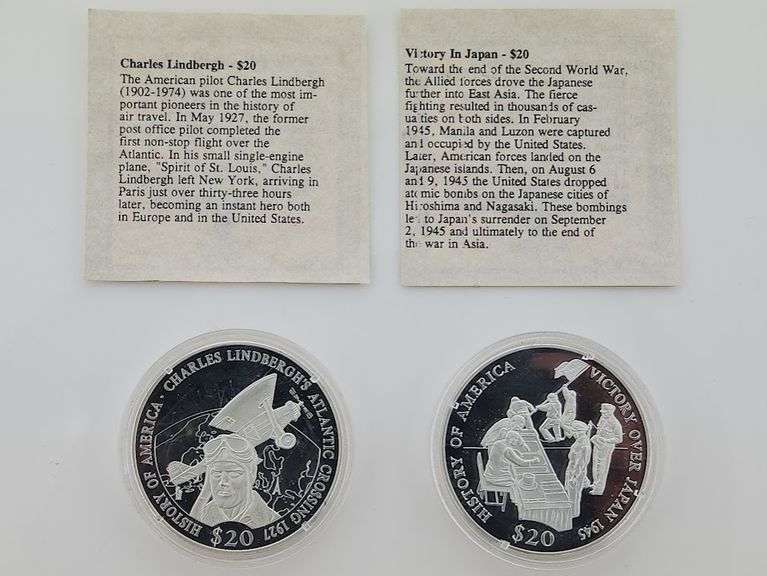 Charles Lindbergh - $20
The American pilot Charles Lindbergh
(1902-1974) was one of the most im-
portant pioneers in the history of
air travel. In May 1927, the former
post office pilot completed the
first non-stop flight over the
Atlantic. In his small single-engine
plane, "Spirit of St. Louis," Charles
Lindbergh left New York, arriving in
Paris just over thirty-three hours
later, becoming an instant hero both
in Europe and in the United States.
Victory In Japan - $20
Toward the end of the Second World War,
the Allied forces drove the Japanese
further into East Asia. The fierce
fighting resulted in thousands of cas-
ualties on both sides. In February
1945, Manila and Luzon were captured
and occupied by the United States.
Later, American forces landed on the
Japanese islands. Then, on August 6
and 9, 1945 the United States dropped
atomic bombs on the Japanese cities of
Hiroshima and Nagasaki. These bombings
led to Japan's surrender on September
2, 1945 and ultimately to the end of
the war in Asia.
HISTORY OF AMERICA · CHARLES LINDBERGH'S ATLANTIC CROSSING 1927
$20
HISTORY OF AMERICA
VICTORY OVER JAPAN 1945
$20